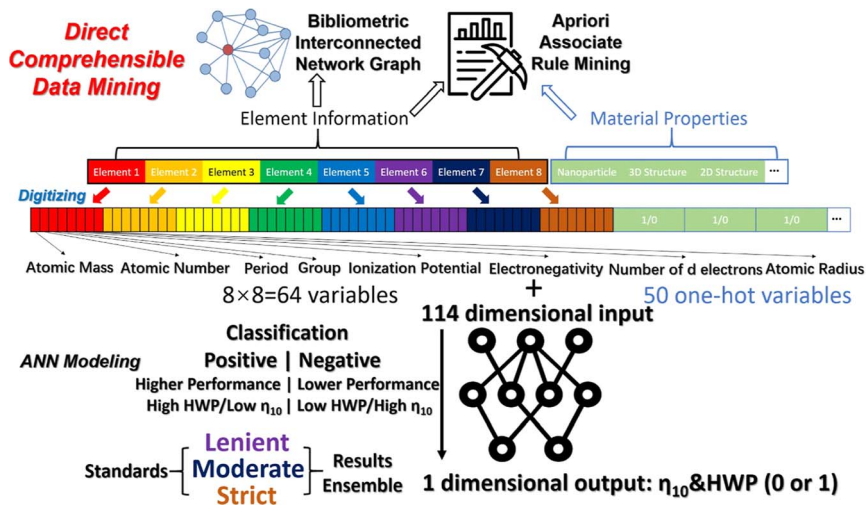 Direct
Comprehensible
Data Mining
Bibliometric
Interconnected
Network Graph
Apriori
Associate
Rule Mining
Element Information
Material Properties
Element 1 Element 2 Element 3 Element 4 Element 5 Element 6 Element 7 Element 8 Nanoparticle 3D Structure 2D Structure ...
Digitizing
1/0 1/0 1/0 ...
Atomic Mass Atomic Number Period Group Ionization Potential Electronegativity Number of d electrons Atomic Radius
8×8=64 variables + 50 one-hot variables
114 dimensional input
Classification
ANN Modeling
Positive | Negative
Higher Performance | Lower Performance
High HWP/Low η10 | Low HWP/High η10
Standards
Lenient
Moderate
Strict
Results
Ensemble
1 dimensional output: η10&HWP (0 or 1)